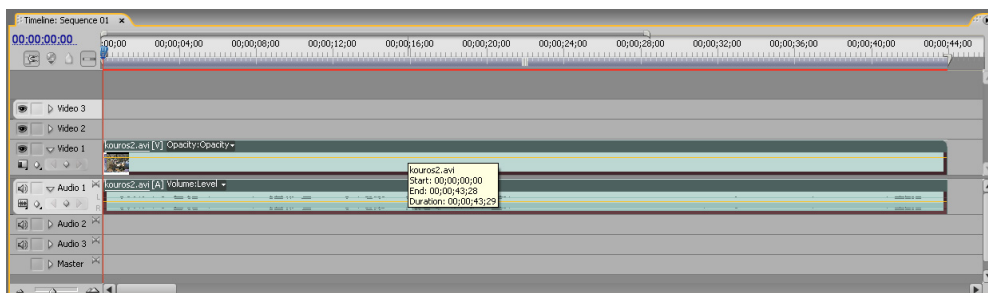 Timeline: Sequence 01 x
00;00;00;00
;00;00 00;00;04;00 00;00;08;00 00;00;12;00 00;00;16;00 00;00;20;00 00;00;24;00 00;00;28;00 00;00;32;00 00;00;36;00 00;00;40;00 00;00;44;00
Video 3
Video 2
Video 1
kouros2.avi [V] Opacity:Opacity
kouros2.avi
Start: 00;00;00;00
End: 00;00;43;28
Duration: 00;00;43;29
Audio 1
kouros2.avi [A] Volume:Level
L
R
Audio 2
Audio 3
Master